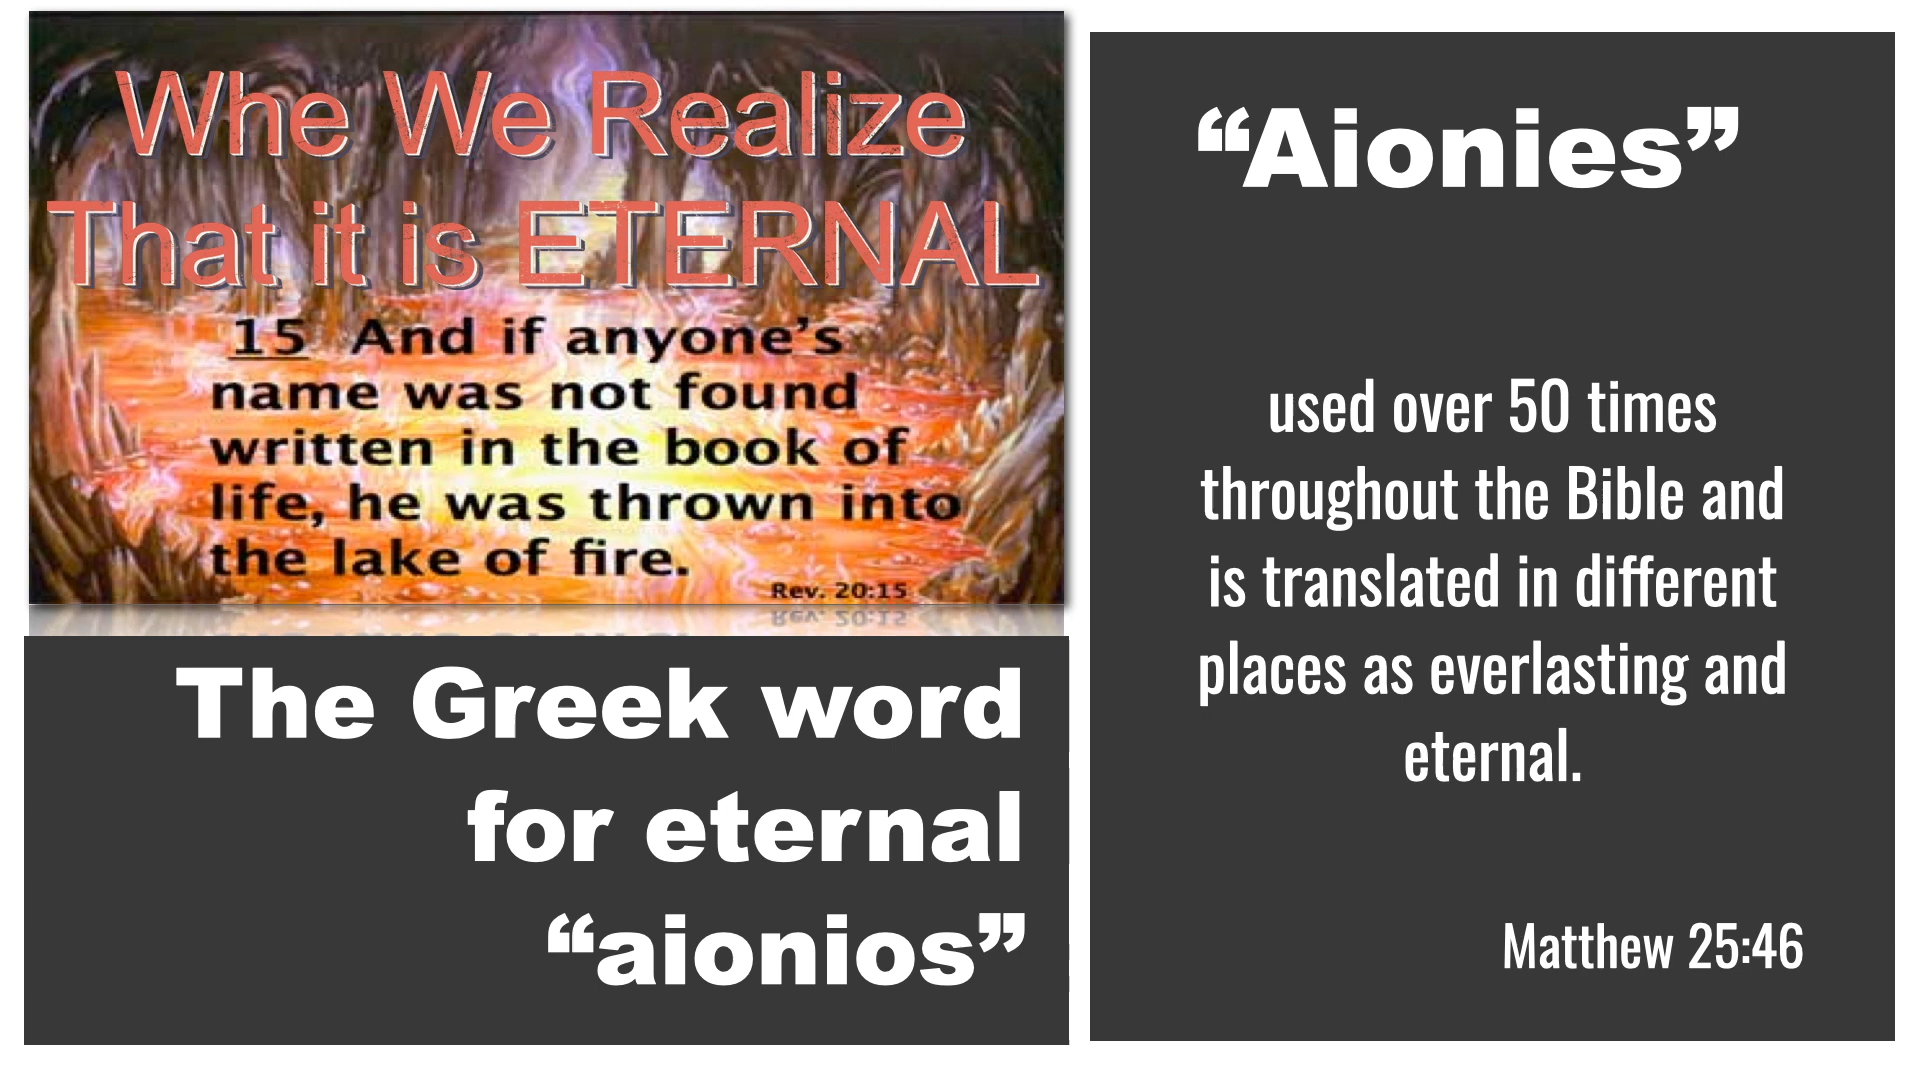 Whe We Realize
That it is ETERNAL
15 And if anyone’s
name was not found
written in the book of
life, he was thrown into
the lake of fire.
Rev. 20:15
The Greek word
for eternal
“aionios”
“Aionies”
used over 50 times
throughout the Bible and
is translated in different
places as everlasting and
eternal.
Matthew 25:46